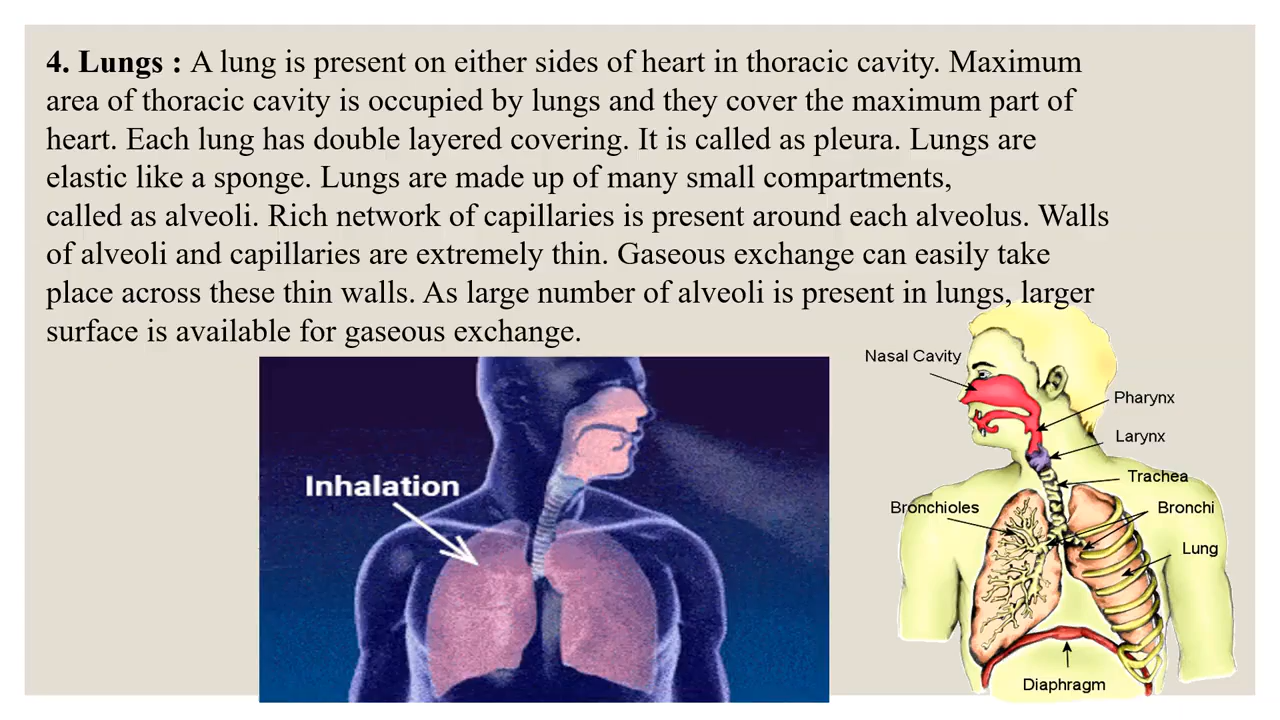 4. Lungs : A lung is present on either sides of heart in thoracic cavity. Maximum
area of thoracic cavity is occupied by lungs and they cover the maximum part of
heart. Each lung has double layered covering. It is called as pleura. Lungs are
elastic like a sponge. Lungs are made up of many small compartments,
called as alveoli. Rich network of capillaries is present around each alveolus. Walls
of alveoli and capillaries are extremely thin. Gaseous exchange can easily take
place across these thin walls. As large number of alveoli is present in lungs, larger
surface is available for gaseous exchange.
Inhalation
Nasal Cavity
Pharynx
Larynx
Trachea
Bronchioles
Bronchi
Lung
Diaphragm